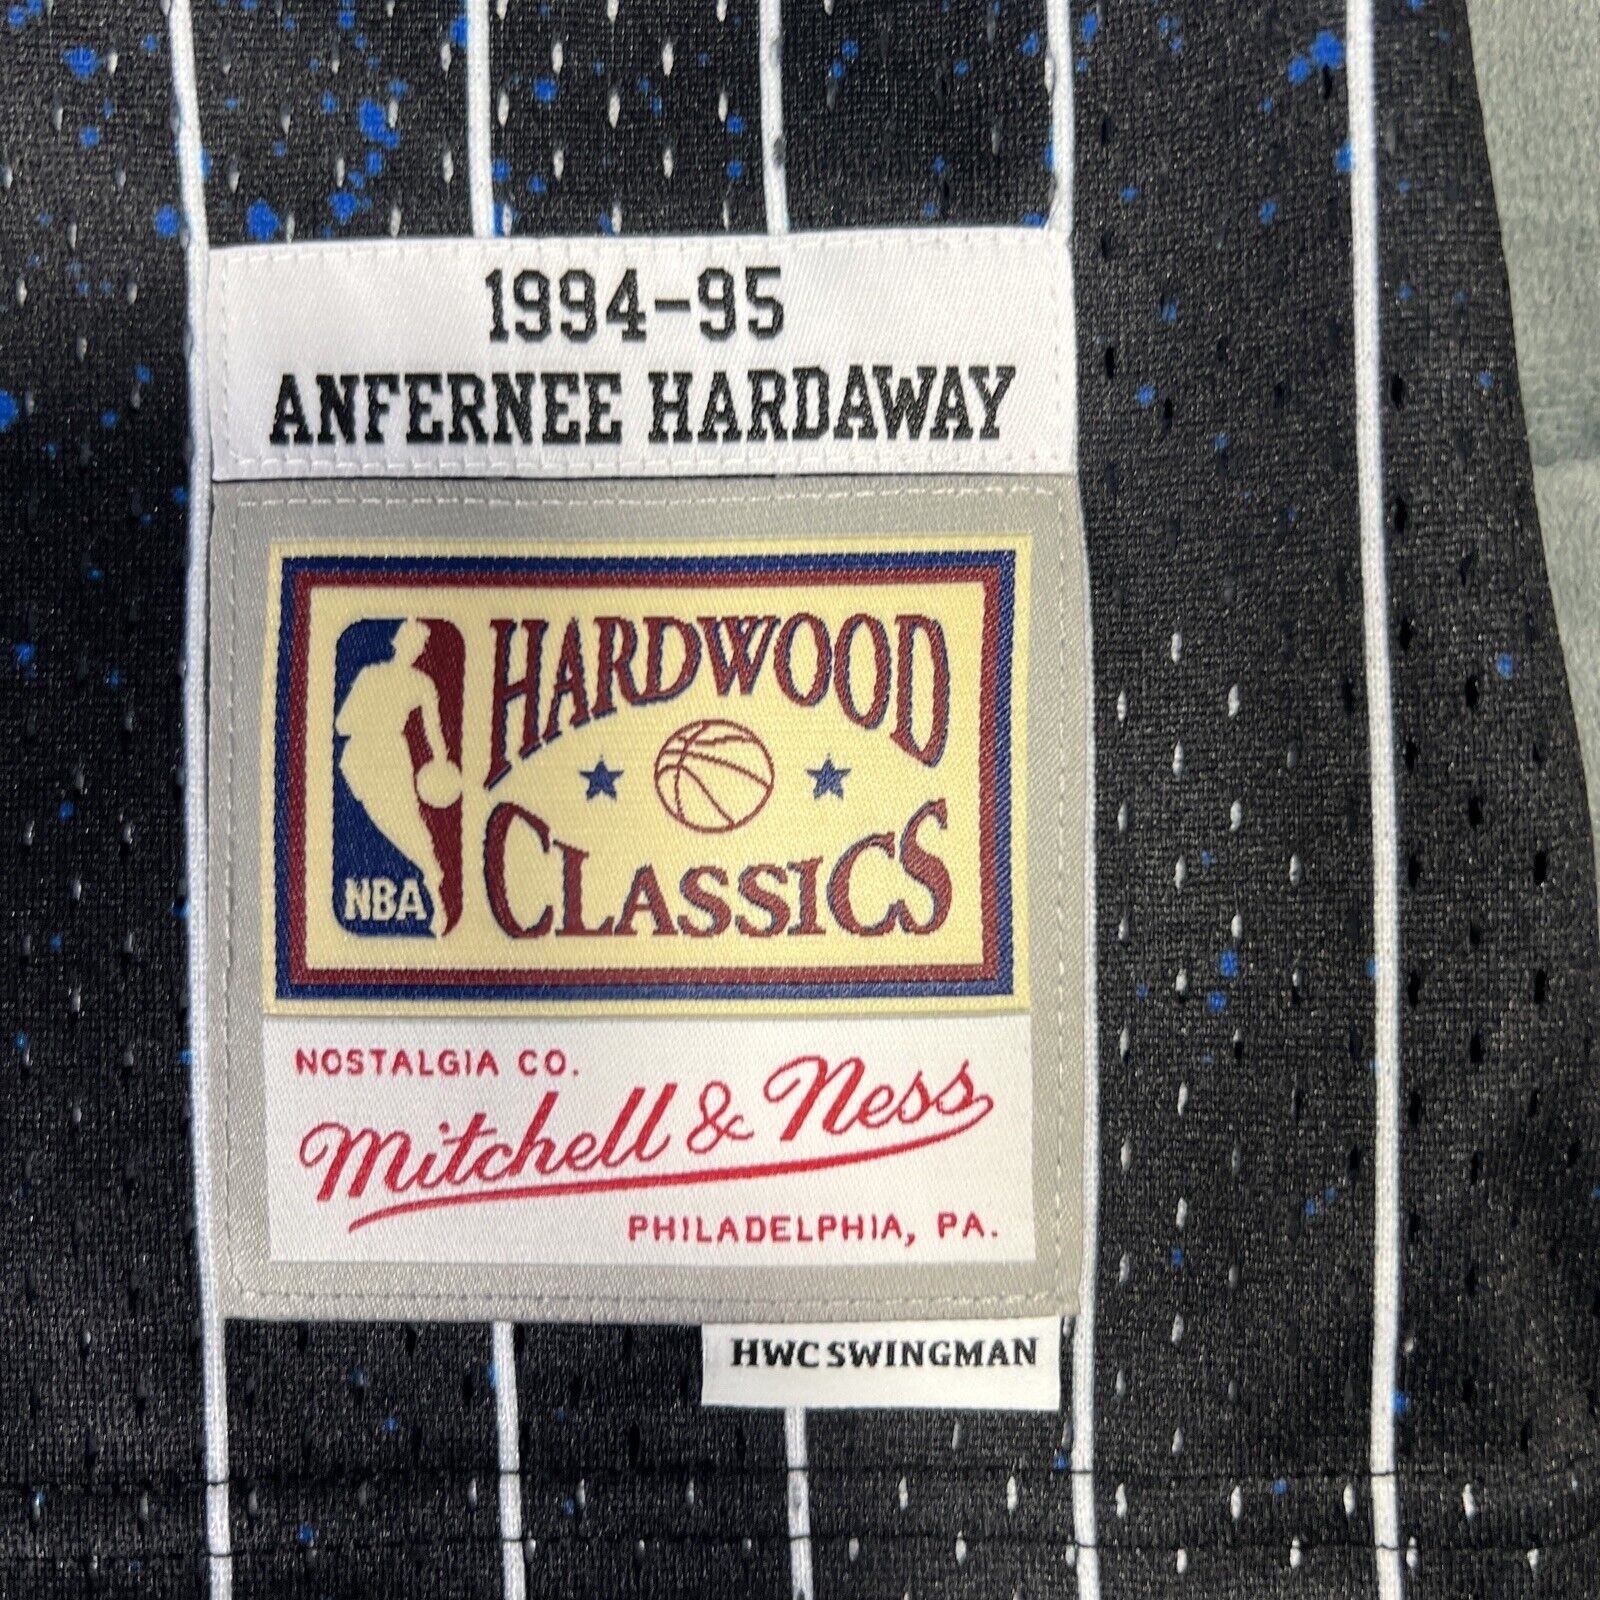 1994-95
ANFERNEE HARDAWAY
HARDWOOD
CLASSICS
NBA
NOSTALGIA CO.
Mitchell & Ness
PHILADELPHIA, PA.
HWC SWINGMAN